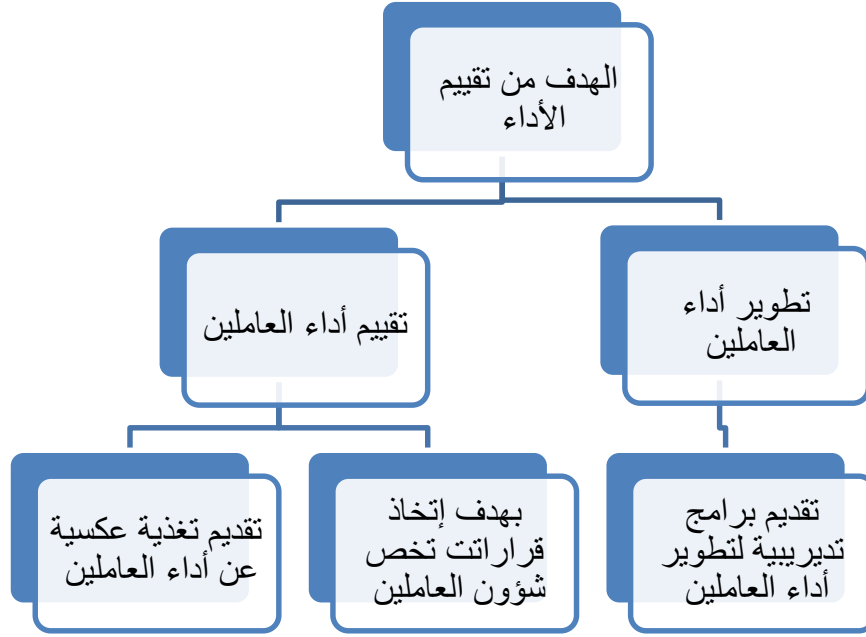 الهدف من تقييم
الأداء
تطوير أداء
العاملين
تقييم أداء العاملين
تقديم برامج
تديريبية لتطوير
أداء العاملين
بهدف إتخاذ
قراراتت تخص
شؤون العاملين
تقديم تغذية عكسية
عن أداء العاملين